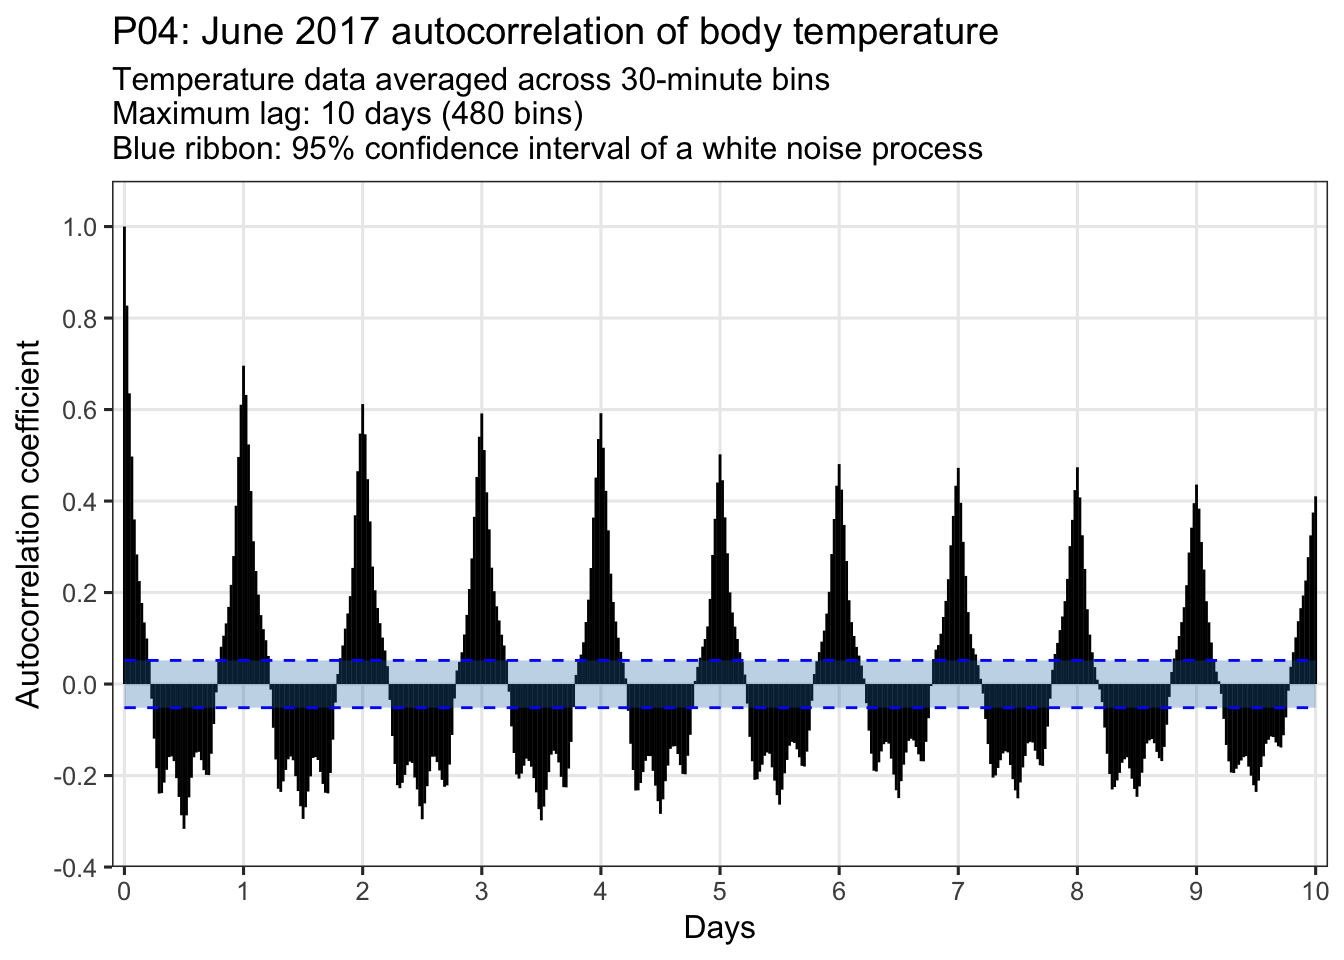 P04: June 2017 autocorrelation of body temperature
Temperature data averaged across 30-minute bins
Maximum lag: 10 days (480 bins)
Blue ribbon: 95% confidence interval of a white noise process
Autocorrelation coefficient
1.0
0.8
0.6
0.4
0.2
0.0
-0.2
-0.4
0 1 2 3 4 5 6 7 8 9 10
Days